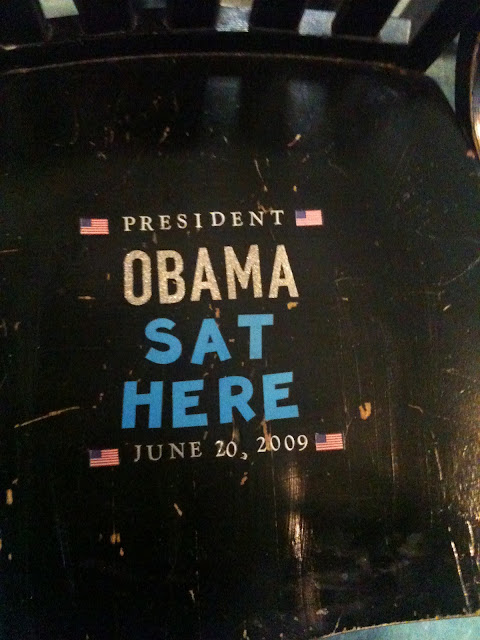 PRESIDENT
OBAMA
SAT
HERE
JUNE 20, 2009